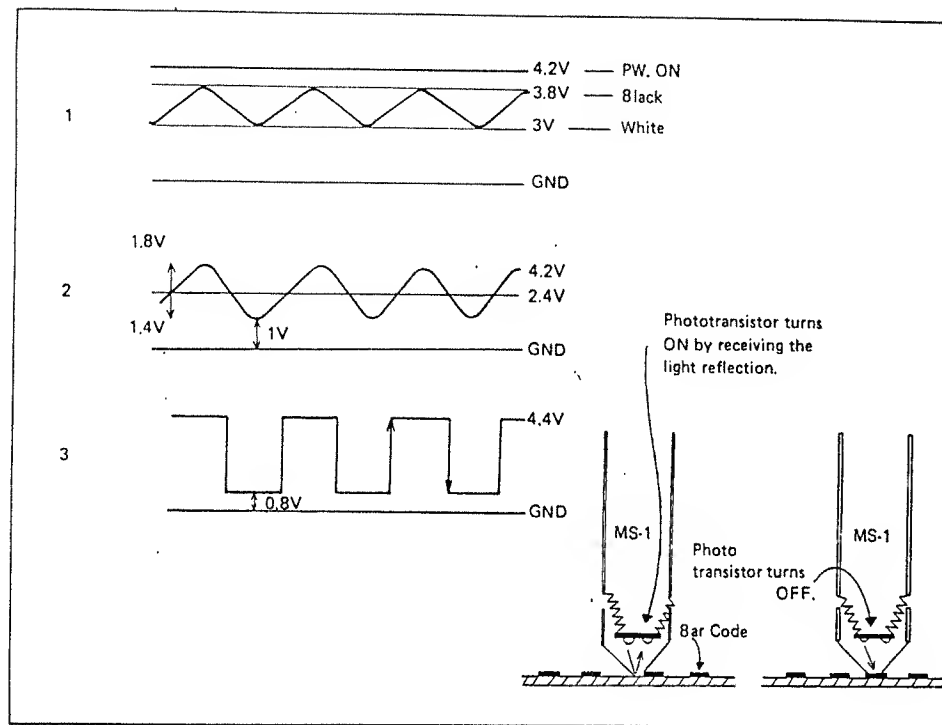 1
4.2V — PW. ON
3.8V — 8lack
3V — White
GND
2
1.8V
1.4V
4.2V
2.4V
1V
GND
3
4.4V
0.8V
GND
Phototransistor turns
ON by receiving the
light reflection.
MS-1
8ar Code
Photo
transistor turns
OFF.
MS-1